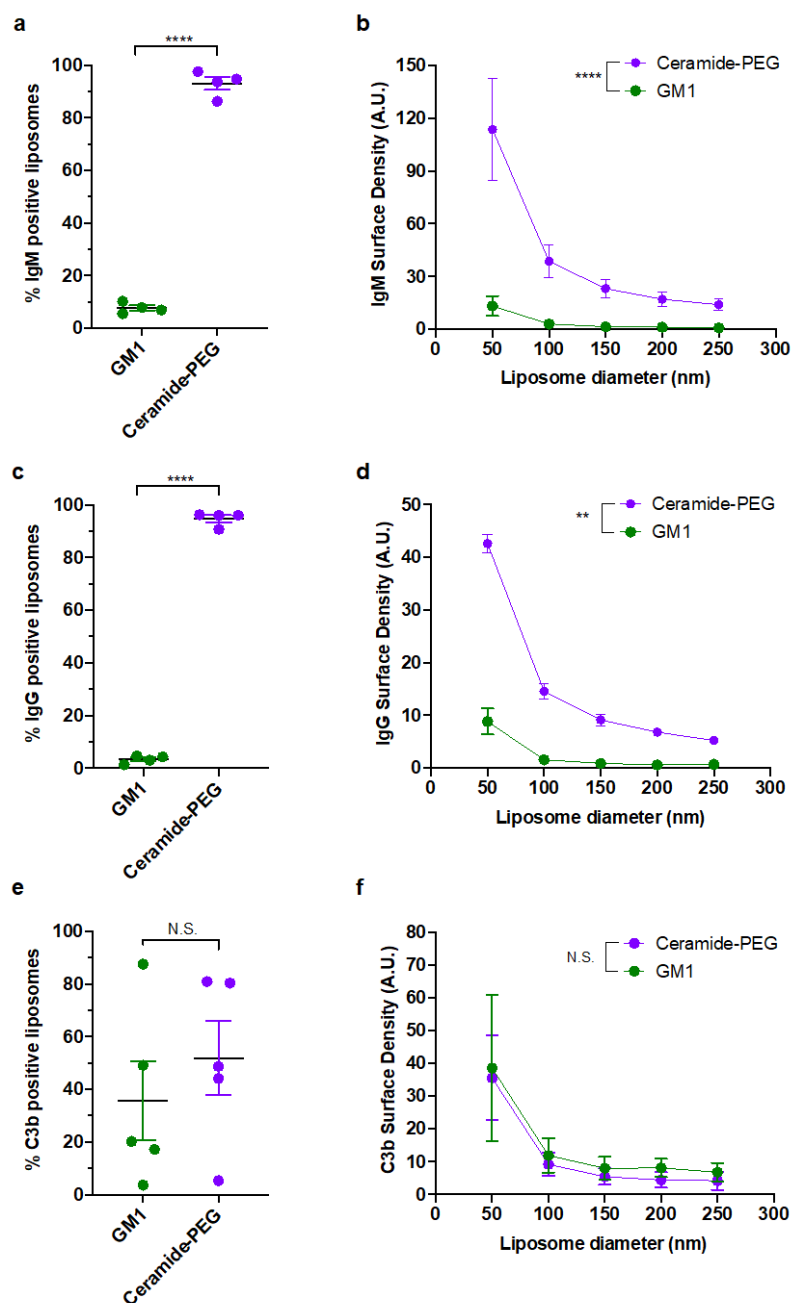 a
****
100
80
60
40
20
0
% IgM positive liposomes
GM1
Ceramide-PEG
b
150
120
90
60
30
0
IgM Surface Density (A.U.)
****
Ceramide-PEG
GM1
0 50 100 150 200 250 300
Liposome diameter (nm)
c
****
100
80
60
40
20
0
% IgG positive liposomes
GM1
Ceramide-PEG
d
50
40
30
20
10
0
IgG Surface Density (A.U.)
**
Ceramide-PEG
GM1
0 50 100 150 200 250 300
Liposome diameter (nm)
e
N.S.
100
80
60
40
20
0
% C3b positive liposomes
GM1
Ceramide-PEG
f
80
70
60
50
40
30
20
10
0
C3b Surface Density (A.U.)
N.S.
Ceramide-PEG
GM1
0 50 100 150 200 250 300
Liposome diameter (nm)